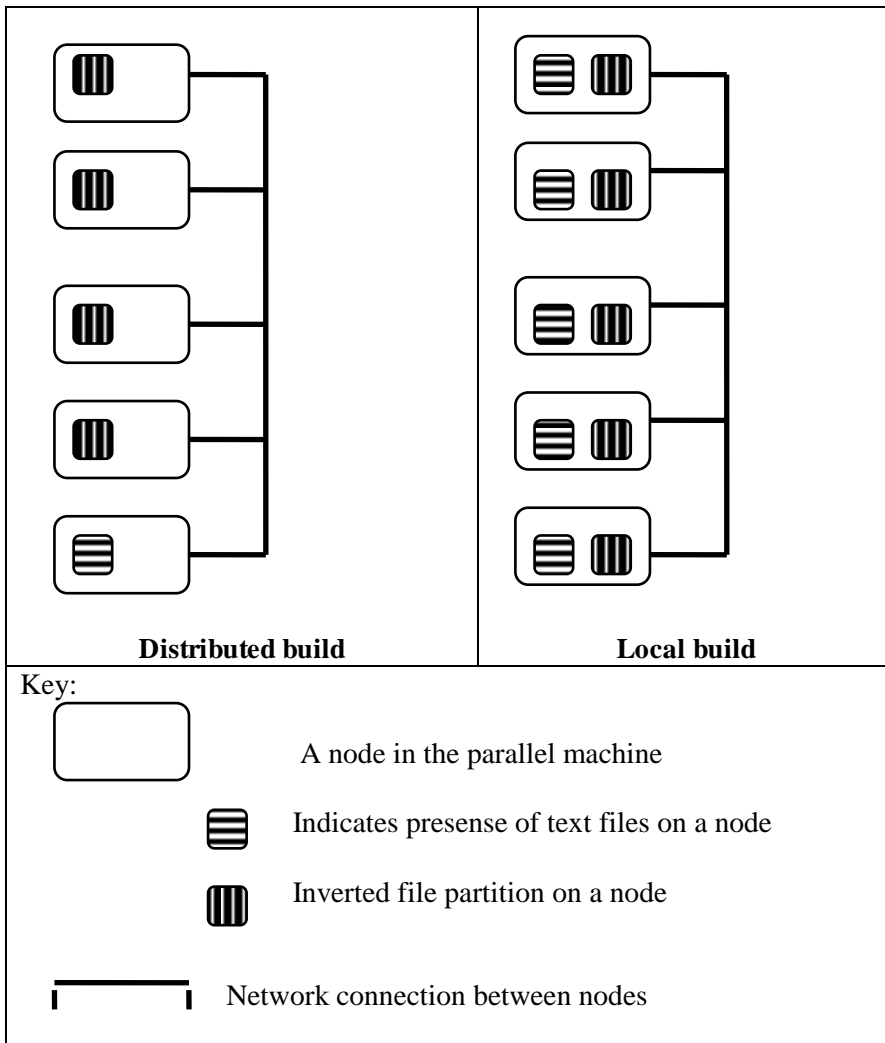 Distributed build
Local build
Key:
A node in the parallel machine
Indicates presense of text files on a node
Inverted file partition on a node
Network connection between nodes